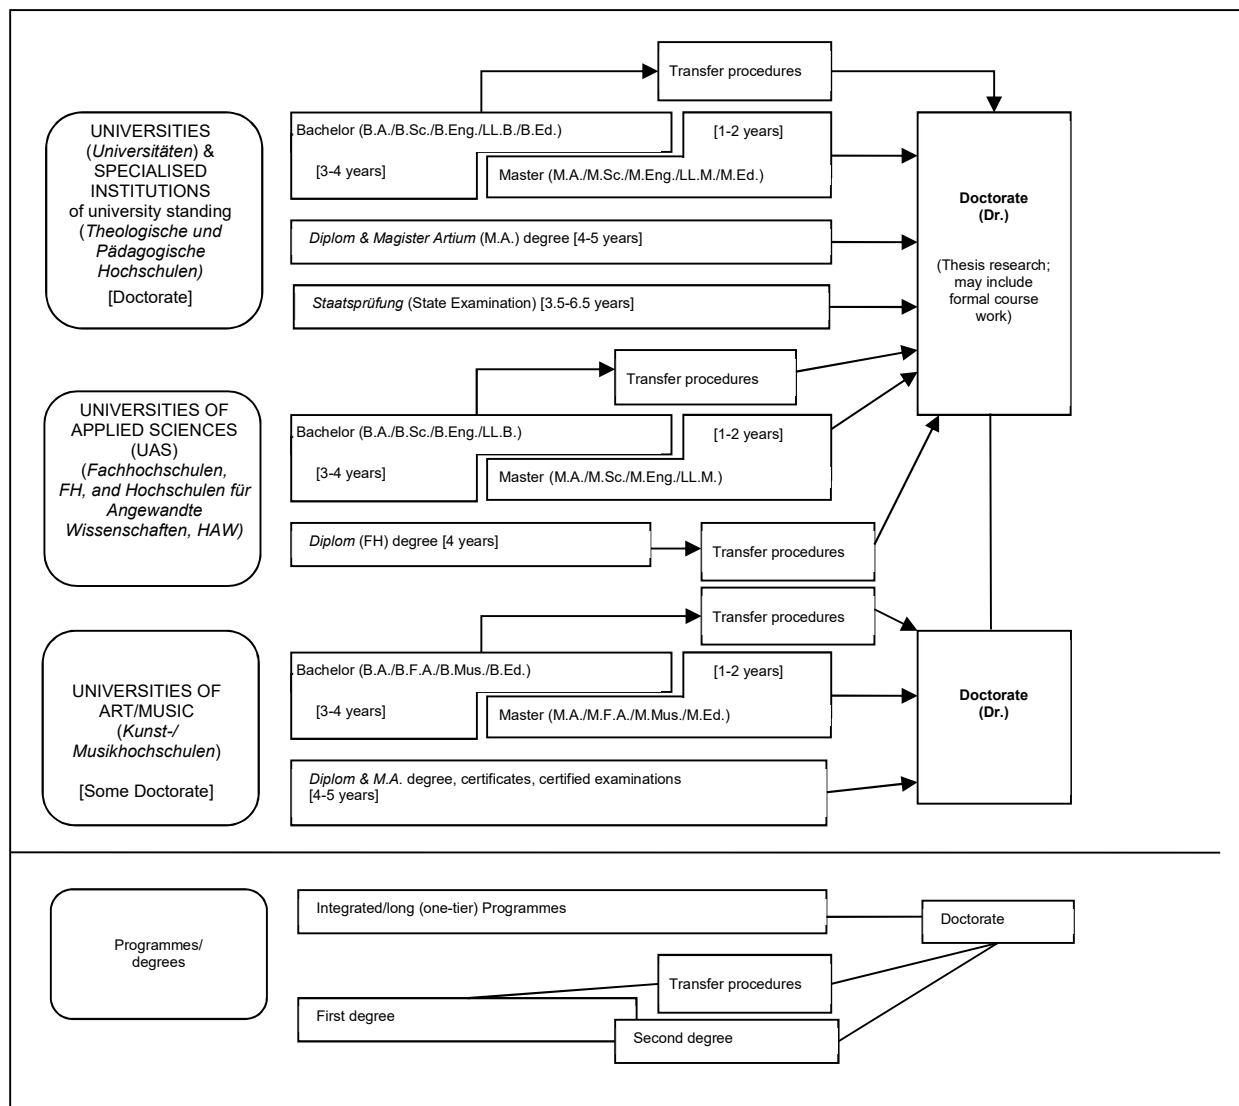 Transfer procedures
UNIVERSITIES
(Universitäten) &
SPECIALISED
INSTITUTIONS
of university standing
(Theologische und
Pädagogische
Hochschulen)
[Doctorate]
Bachelor (B.A./B.Sc./B.Eng./LL.B./B.Ed.)
[3-4 years]
[1-2 years]
Master (M.A./M.Sc./M.Eng./LL.M./M.Ed.)
Diplom & Magister Artium (M.A.) degree [4-5 years]
Staatsprüfung (State Examination) [3.5-6.5 years]
Doctorate
(Dr.)
(Thesis research;
may include
formal course
work)
Transfer procedures
UNIVERSITIES OF
APPLIED SCIENCES
(UAS)
(Fachhochschulen,
FH, and Hochschulen für
Angewandte
Wissenschaften, HAW)
Bachelor (B.A./B.Sc./B.Eng./LL.B.)
[3-4 years]
[1-2 years]
Master (M.A./M.Sc./M.Eng./LL.M.)
Diplom (FH) degree [4 years]
Transfer procedures
Transfer procedures
UNIVERSITIES OF
ART/MUSIC
(Kunst-/
Musikhochschulen)
[Some Doctorate]
Bachelor (B.A./B.F.A./B.Mus./B.Ed.)
[3-4 years]
[1-2 years]
Master (M.A./M.F.A./M.Mus./M.Ed.)
Diplom & M.A. degree, certificates, certified examinations
[4-5 years]
Doctorate
(Dr.)
Programmes/
degrees
Integrated/long (one-tier) Programmes
Doctorate
Transfer procedures
First degree
Second degree